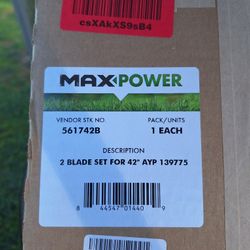 csXAkXS9sB4
MAXPOWER
VENDOR STK NO.
PACK/UNITS
561742B
1 EACH
DESCRIPTION
2 BLADE SET FOR 42" AYP 139775
8 44547 01440 9